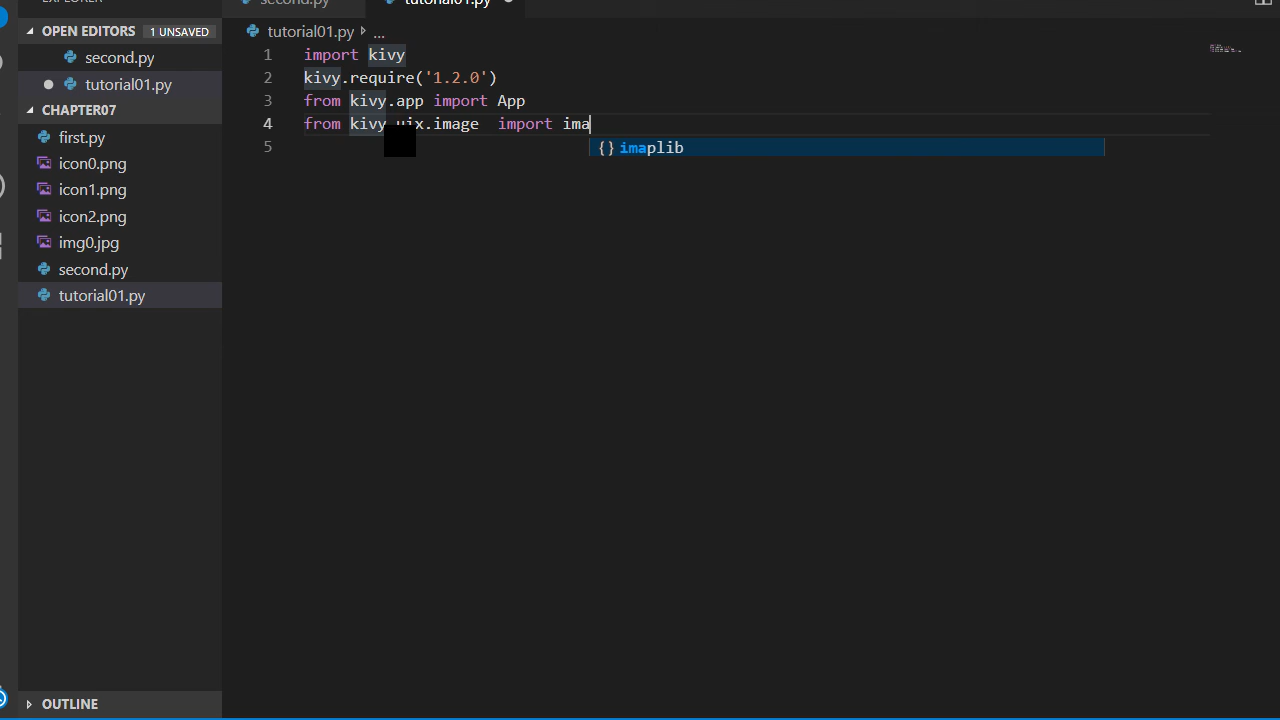 OPEN EDITORS 1 UNSAVED
second.py
tutorial01.py
CHAPTER07
first.py
icon0.png
icon1.png
icon2.png
img0.jpg
second.py
tutorial01.py
OUTLINE
tutorial01.py ...
1 import kivy
2 kivy.require('1.2.0')
3 from kivy.app import App
4 from kivy.uix.image  import ima
{} imaplib
5